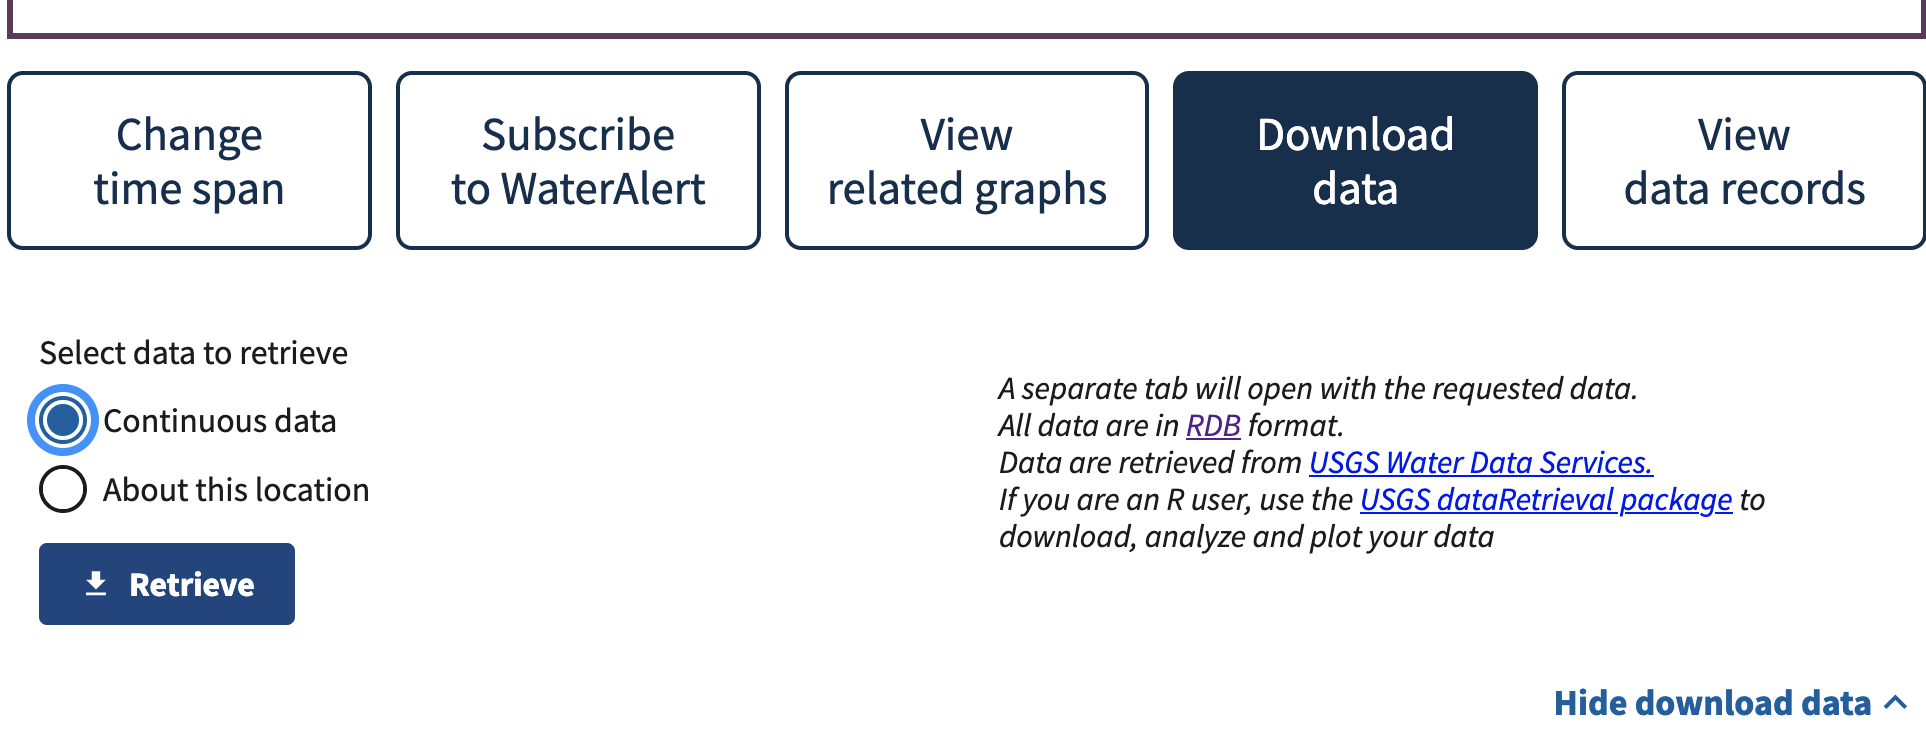 Change
time span
Subscribe
to WaterAlert
View
related graphs
Download
data
View
data records
Select data to retrieve
Continuous data
About this location
Retrieve
A separate tab will open with the requested data.
All data are in RDB format.
Data are retrieved from USGS Water Data Services.
If you are an R user, use the USGS dataRetrieval package to
download, analyze and plot your data
Hide download data